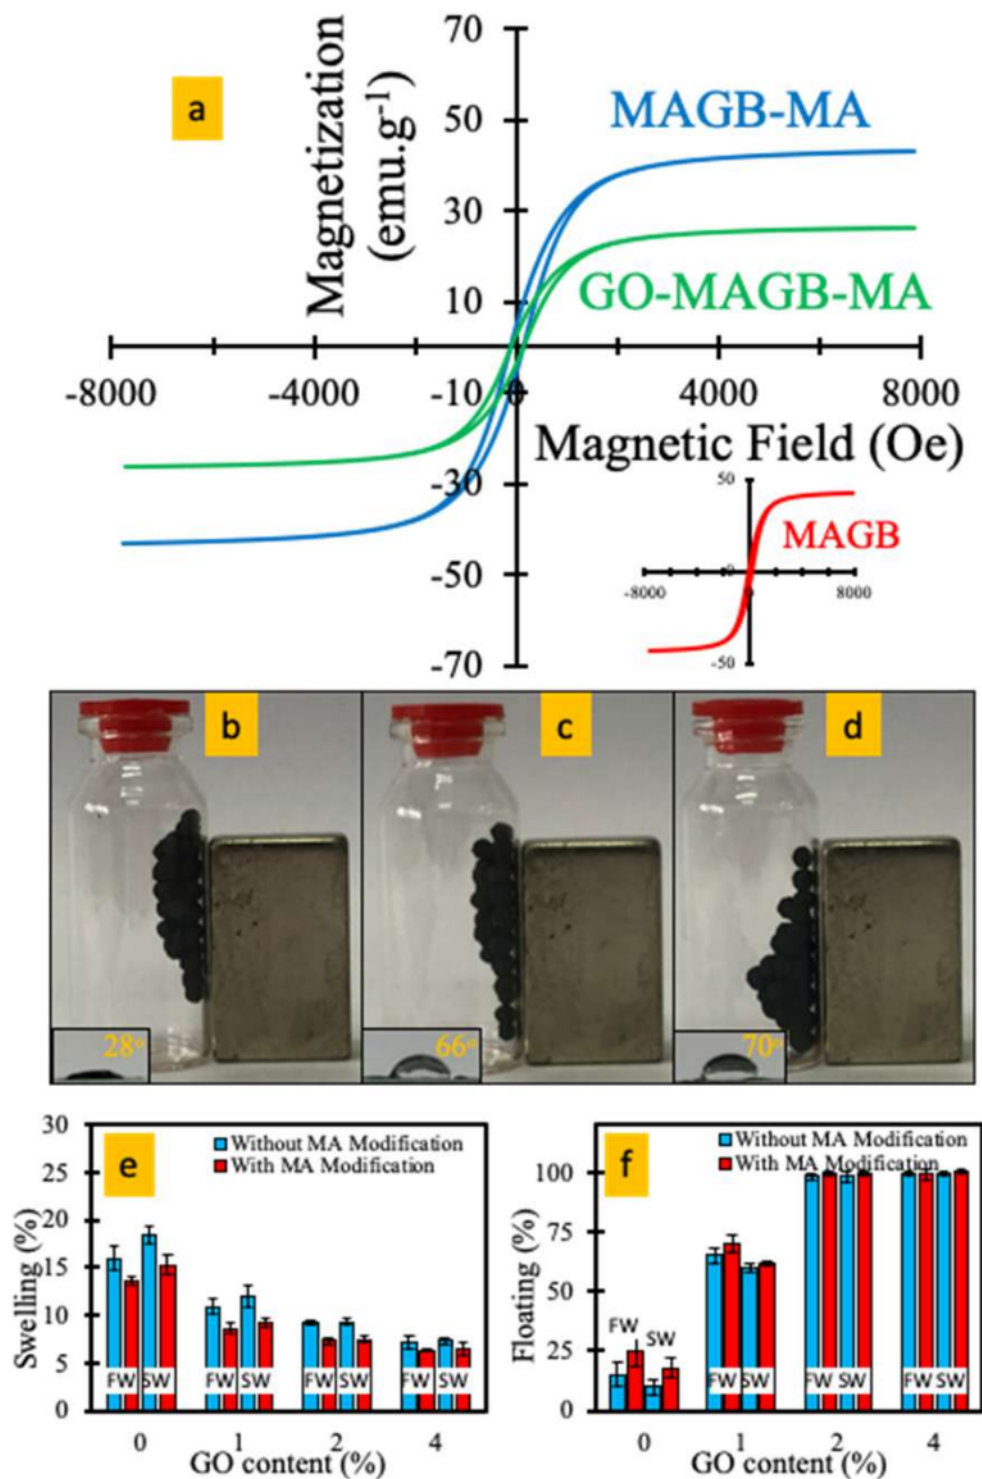 a
Magnetization
(emu.g-1)
70
50
30
10
-10
-30
-50
-70
MAGB-MA
GO-MAGB-MA
-8000
-4000
0
4000
8000
Magnetic Field (Oe)
50
MAGB
0
-8000
0
8000
-50
b
c
d
28°
66°
70°
e
Swelling (%)
30
25
20
15
10
5
0
Without MA Modification
With MA Modification
FW SW FW SW FW SW FW SW
0 1 2 4
GO content (%)
f
Floating (%)
100
75
50
25
0
Without MA Modification
With MA Modification
FW SW FW SW FW SW FW SW
0 1 2 4
GO content (%)